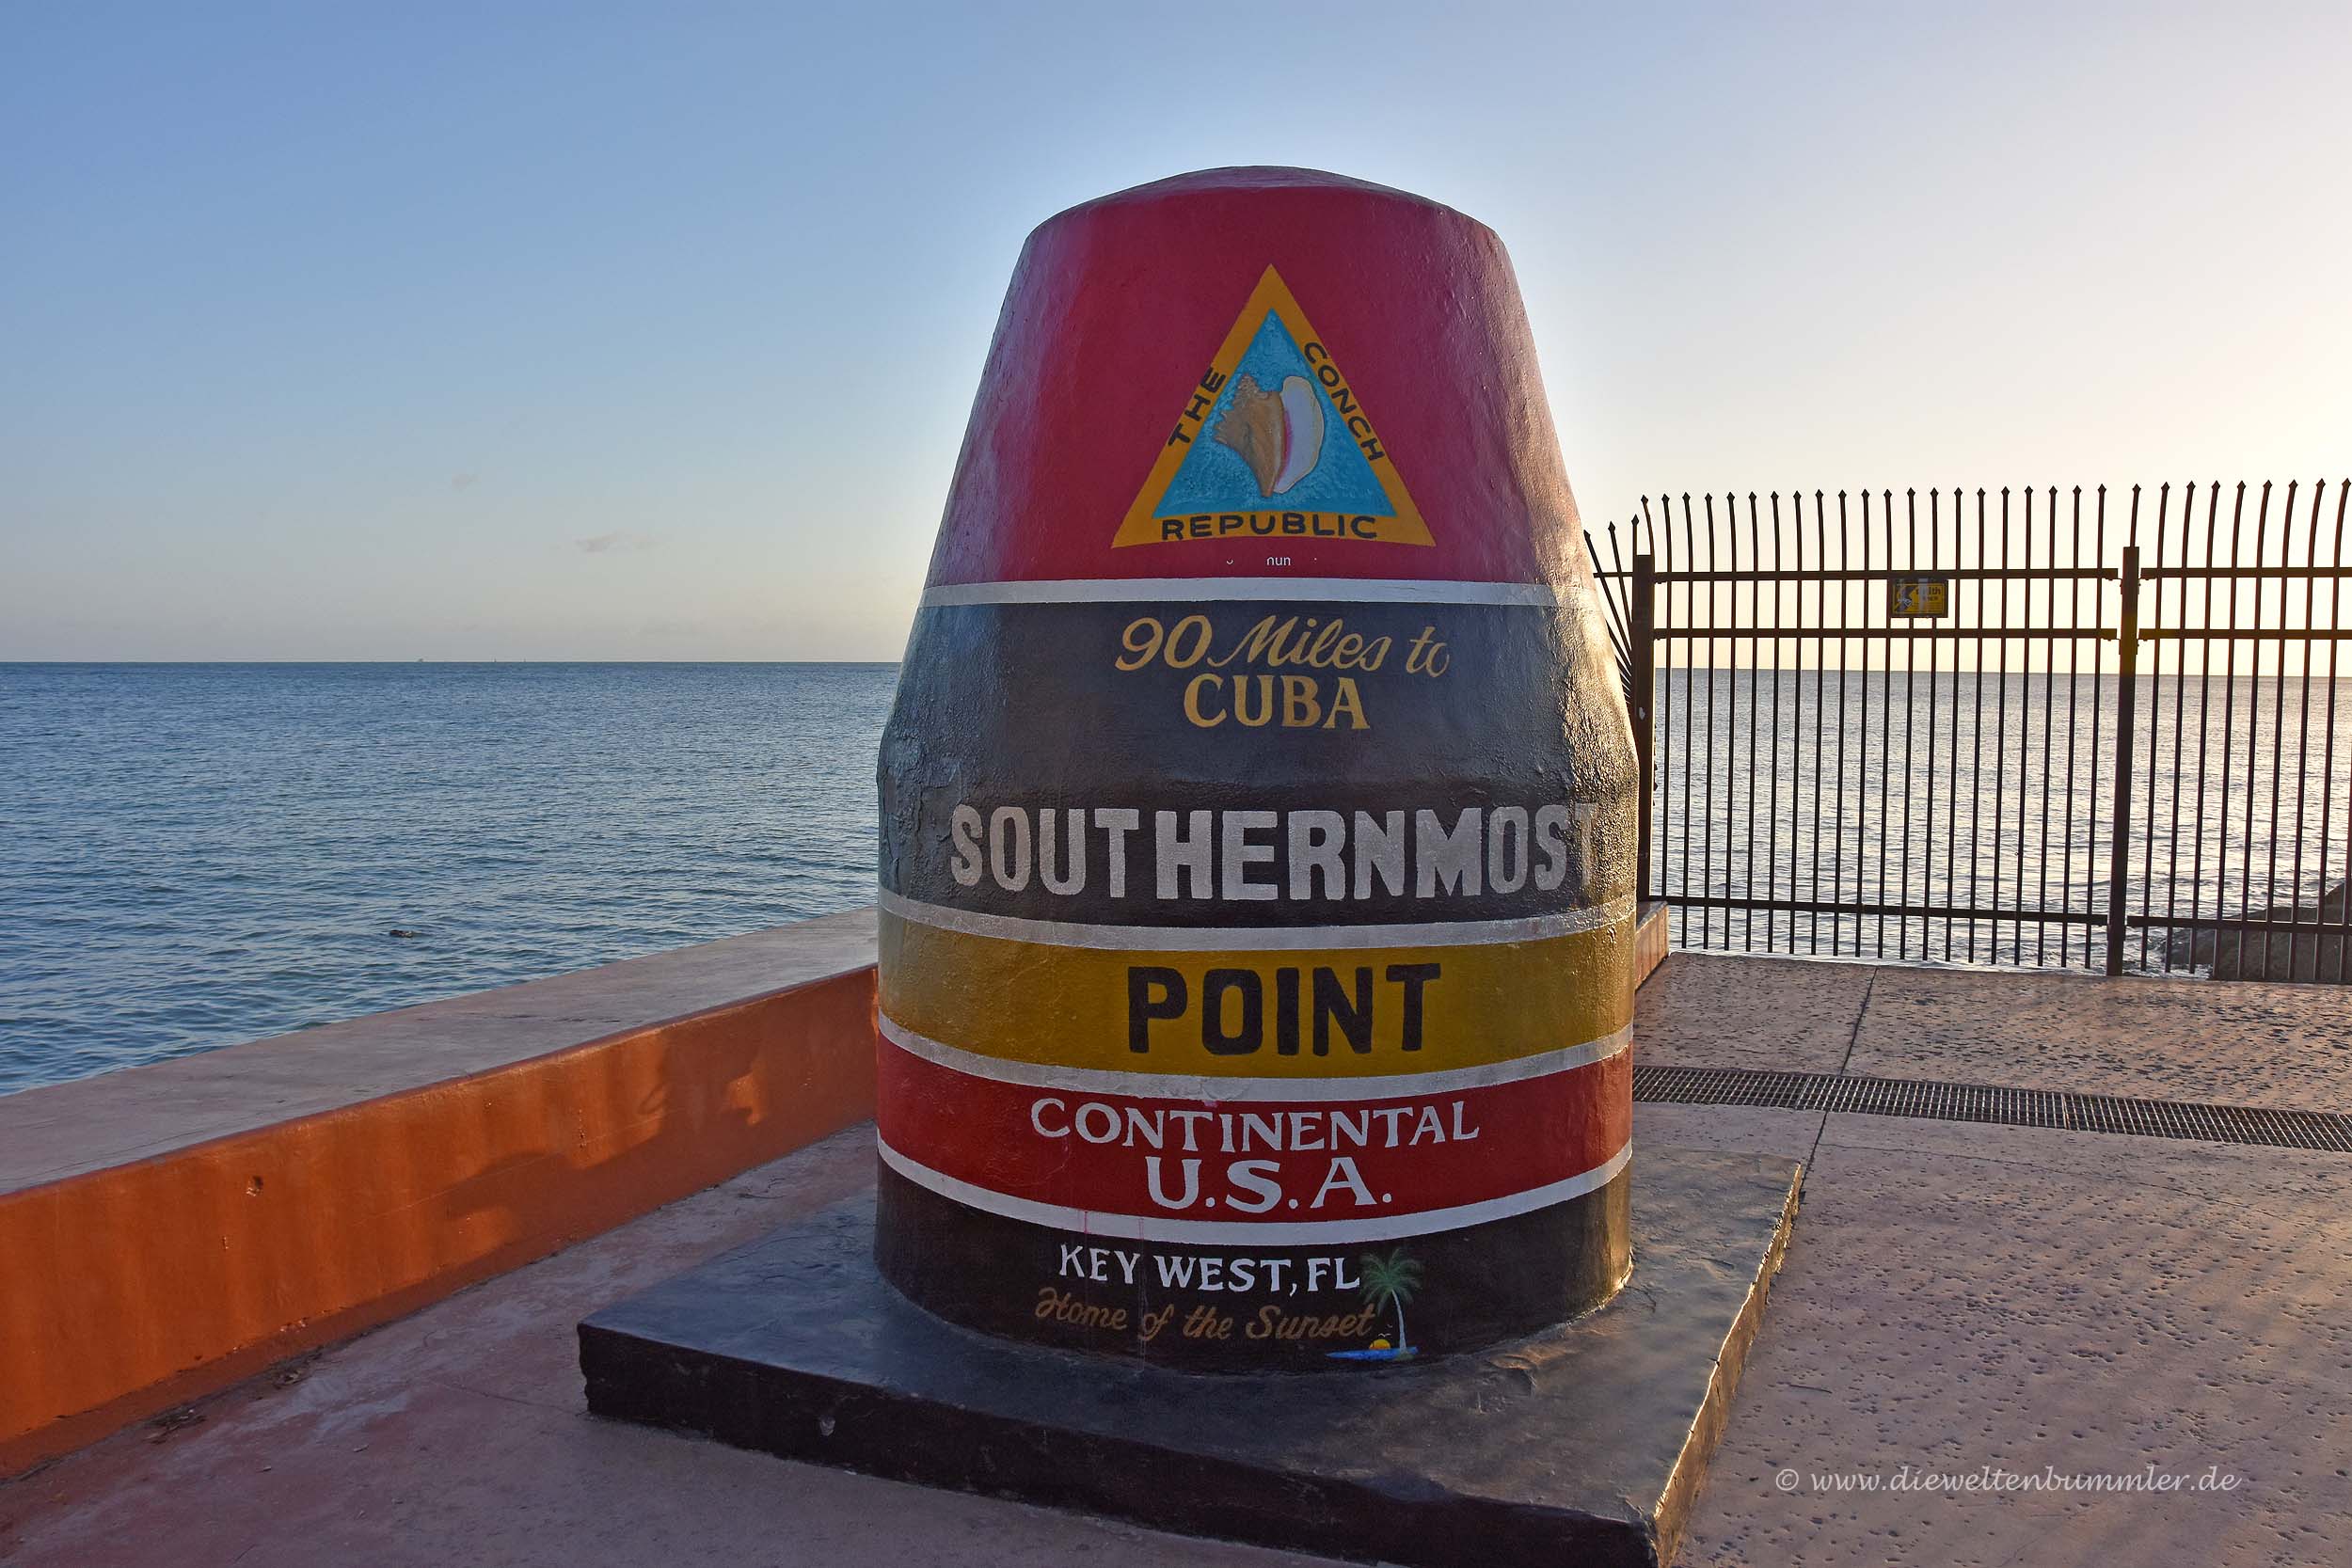 THE CONCH
REPUBLIC
90 Miles to
CUBA
SOUTHERNMOST
POINT
CONTINENTAL
U.S.A.
KEY WEST, FL
Home of the Sunset
© www.dieweltenbummler.de